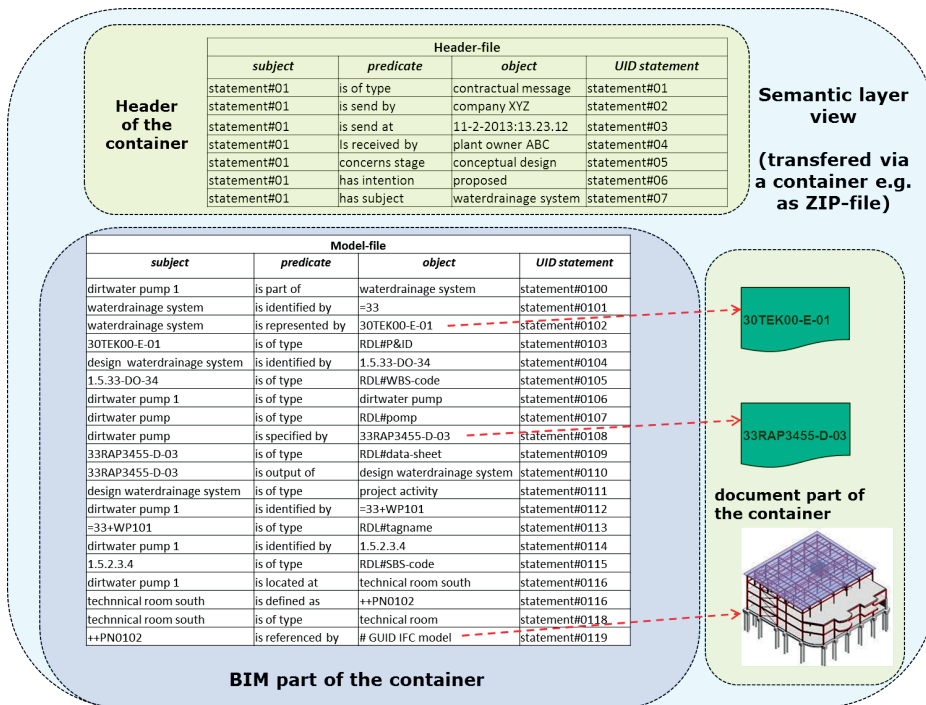 Header-file
subject predicate object UID statement
statement#01 is of type contractual message statement#01
statement#01 is send by company XYZ statement#02
statement#01 is send at 11-2-2013:13.23.12 statement#03
statement#01 Is received by plant owner ABC statement#04
statement#01 concerns stage conceptual design statement#05
statement#01 has intention proposed statement#06
statement#01 has subject waterdrainage system statement#07
Header
of the
container
Semantic layer
view
(transfered via
a container e.g.
as ZIP-file)
Model-file
subject predicate object UID statement
dirtwater pump 1 is part of waterdrainage system statement#0100
waterdrainage system is identified by =33 statement#0101
waterdrainage system is represented by 30TEK00-E-01 statement#0102
30TEK00-E-01 is of type RDL#P&ID statement#0103
design waterdrainage system is identified by 1.5.33-DO-34 statement#0104
1.5.33-DO-34 is of type RDL#WBS-code statement#0105
dirtwater pump 1 is of type dirtwater pump statement#0106
dirtwater pump is of type RDL#pomp statement#0107
dirtwater pump is specified by 33RAP3455-D-03 statement#0108
33RAP3455-D-03 is of type RDL#data-sheet statement#0109
33RAP3455-D-03 is output of design waterdrainage system statement#0110
design waterdrainage system is of type project activity statement#0111
dirtwater pump 1 is identified by =33+WP101 statement#0112
=33+WP101 is of type RDL#tagname statement#0113
dirtwater pump 1 is identified by 1.5.2.3.4 statement#0114
1.5.2.3.4 is of type RDL#SBS-code statement#0115
dirtwater pump 1 is located at technical room south statement#0116
technnical room south is defined as ++PN0102 statement#0116
technnical room south is of type technical room statement#0118
++PN0102 is referenced by # GUID IFC model statement#0119
30TEK00-E-01
33RAP3455-D-03
document part of
the container
BIM part of the container